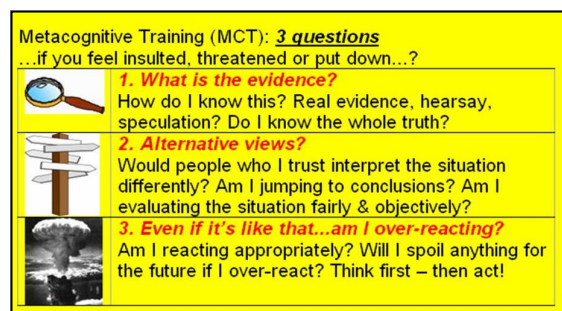 Metacognitive Training (MCT): 3 questions
…if you feel insulted, threatened or put down…?
1. What is the evidence?
How do I know this? Real evidence, hearsay,
speculation? Do I know the whole truth?
2. Alternative views?
Would people who I trust interpret the situation
differently? Am I jumping to conclusions? Am I
evaluating the situation fairly & objectively?
3. Even if it's like that...am I over-reacting?
Am I reacting appropriately? Will I spoil anything for
the future if I over-react? Think first – then act!